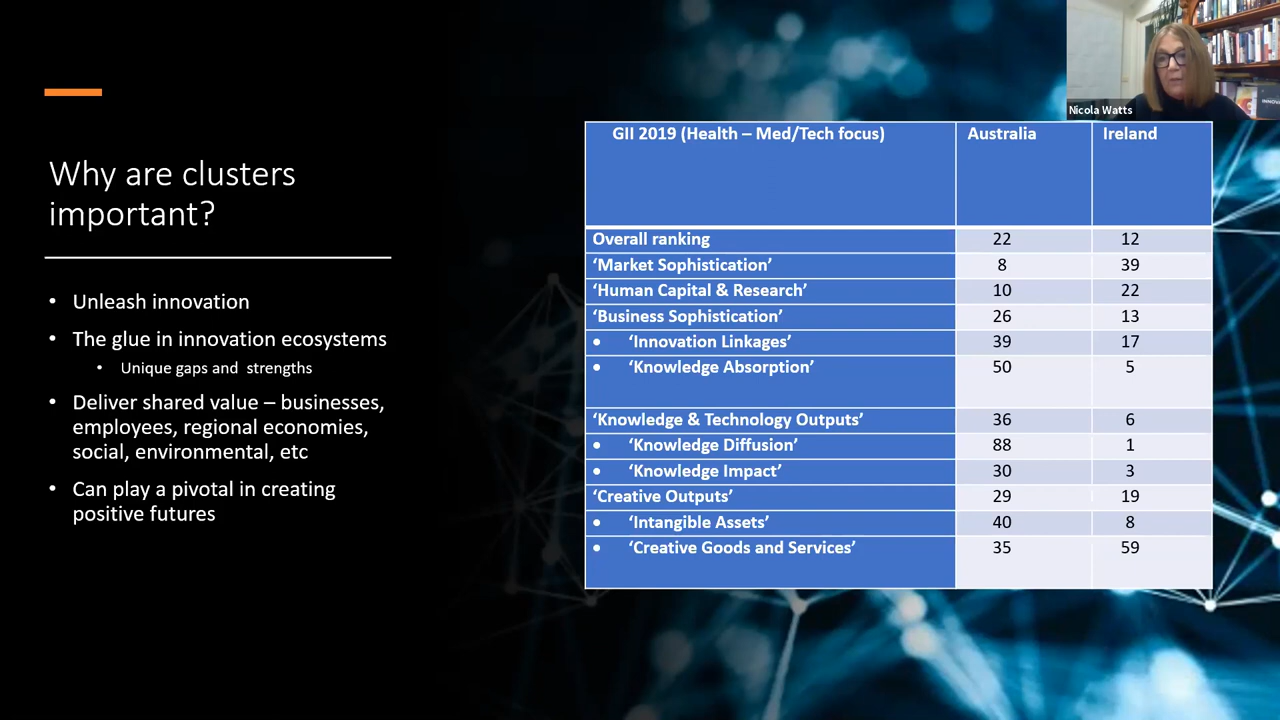 Why are clusters
important?
• Unleash innovation
• The glue in innovation ecosystems
• Unique gaps and strengths
• Deliver shared value – businesses,
employees, regional economies,
social, environmental, etc
• Can play a pivotal in creating
positive futures
Nicola Watts
GII 2019 (Health – Med/Tech focus) Australia Ireland
Overall ranking 22 12
‘Market Sophistication’ 8 39
‘Human Capital & Research’ 10 22
‘Business Sophistication’ 26 13
• ‘Innovation Linkages’ 39 17
• ‘Knowledge Absorption’ 50 5
‘Knowledge & Technology Outputs’ 36 6
• ‘Knowledge Diffusion’ 88 1
• ‘Knowledge Impact’ 30 3
‘Creative Outputs’ 29 19
• ‘Intangible Assets’ 40 8
• ‘Creative Goods and Services’ 35 59